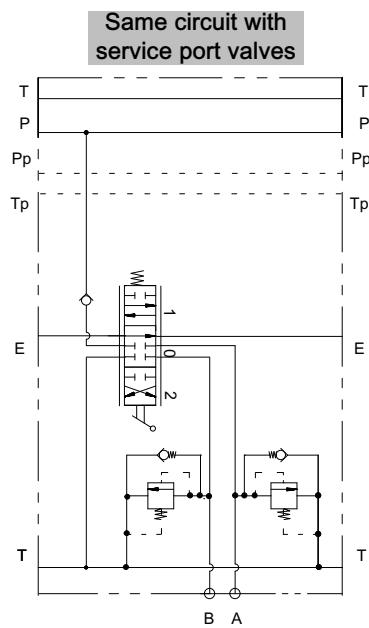 Same circuit with
service port valves
T T
P P
Pp Pp
Tp Tp
1
E E
0
2
T T
B A